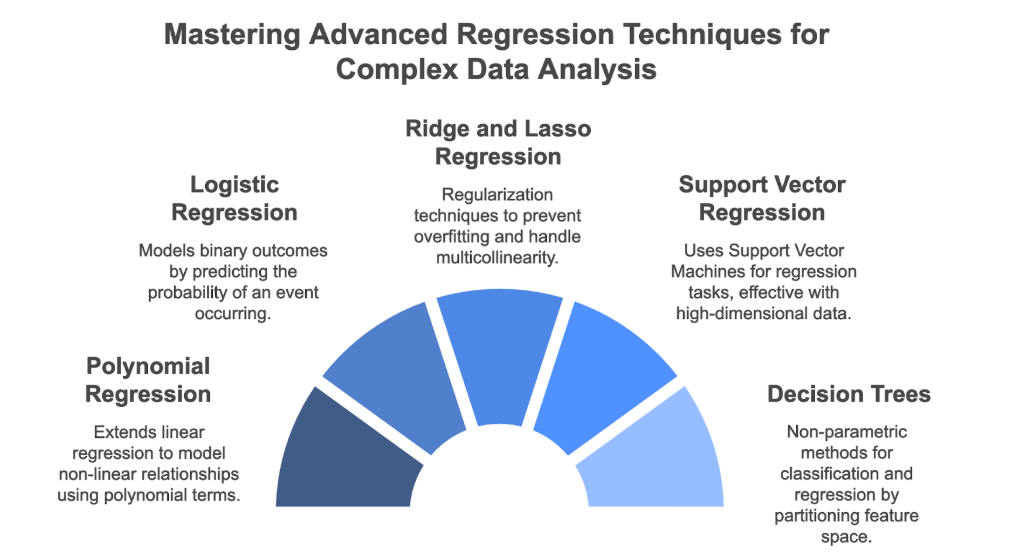 Mastering Advanced Regression Techniques for
Complex Data Analysis
Ridge and Lasso
Regression
Regularization
techniques to prevent
overfitting and handle
multicollinearity.
Logistic
Regression
Models binary outcomes
by predicting the
probability of an event
occurring.
Support Vector
Regression
Uses Support Vector
Machines for regression
tasks, effective with
high-dimensional data.
Polynomial
Regression
Extends linear
regression to model
non-linear relationships
using polynomial terms.
Decision Trees
Non-parametric
methods for
classification and
regression by
partitioning feature
space.